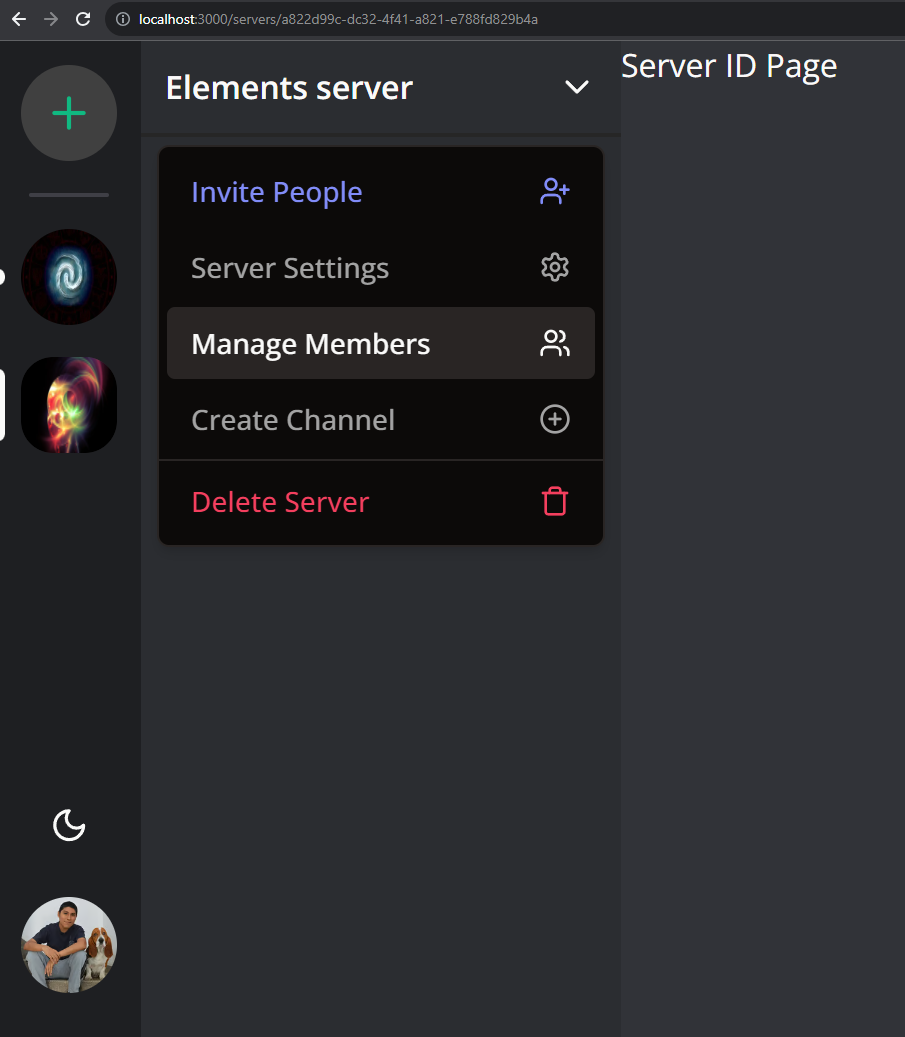 localhost:3000/servers/a822d99c-dc32-4f41-a821-e788fd829b4a
Elements server
Server ID Page
Invite People
Server Settings
Manage Members
Create Channel
Delete Server